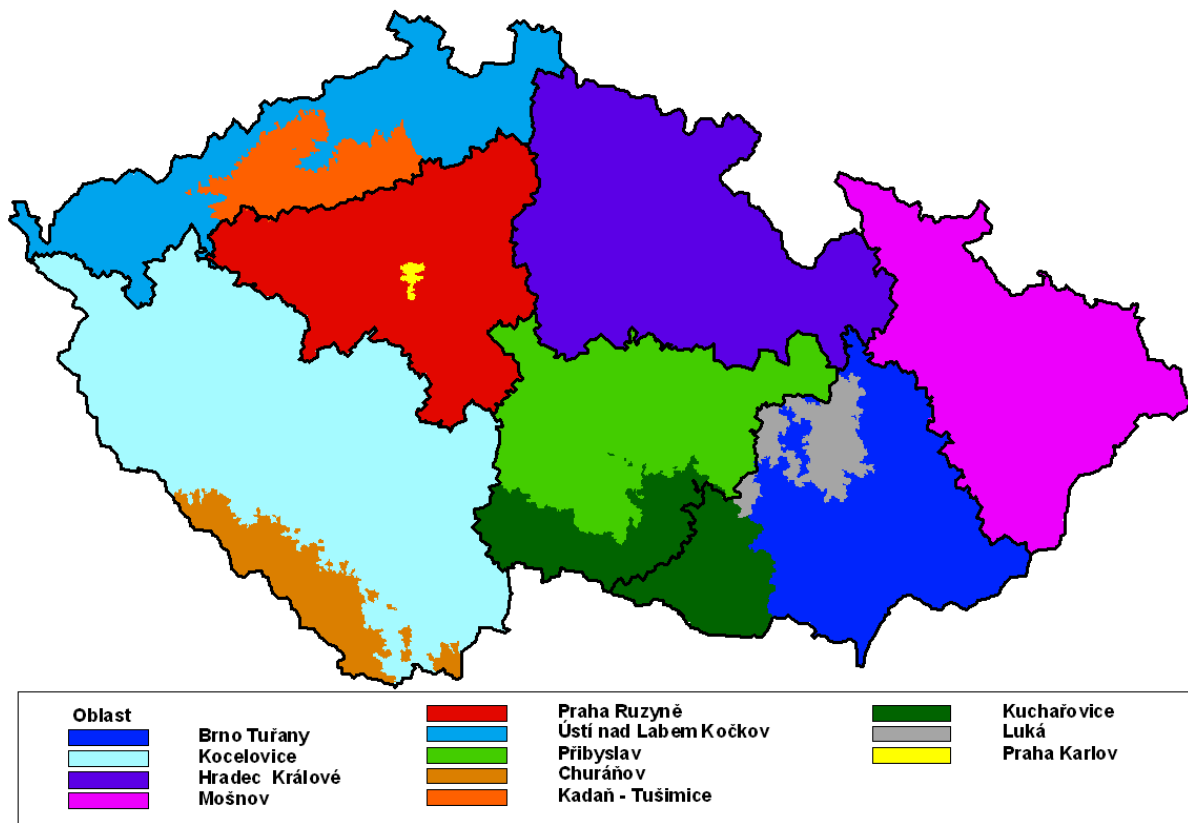 Oblast
Brno Tuřany
Kocelovice
Hradec Králové
Mošnov
Praha Ruzyně
Ústí nad Labem Kočkov
Přibyslav
Churáňov
Kadaň - Tušimice
Kuchařovice
Luká
Praha Karlov